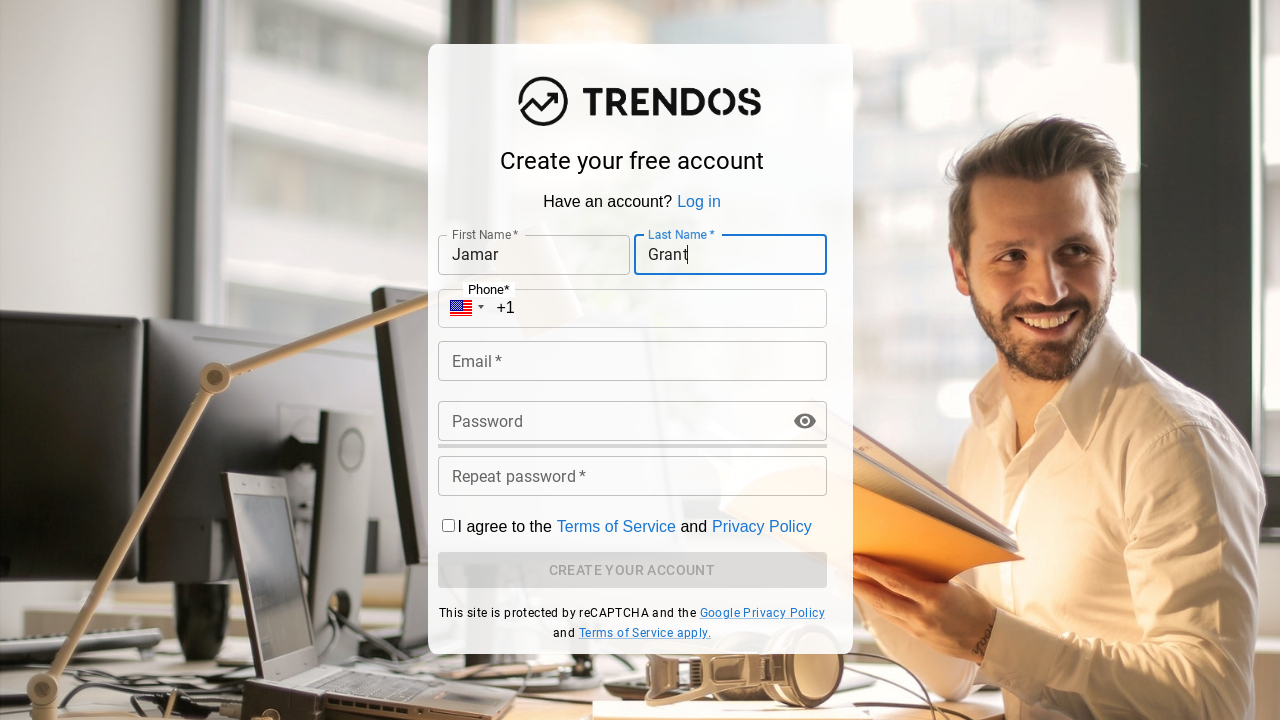 TRENDOS
Create your free account
Have an account? Log in
First Name *
Last Name *
Jamar
Grant
Phone*
+1
Email *
Password
Repeat password *
I agree to the Terms of Service and Privacy Policy
CREATE YOUR ACCOUNT
This site is protected by reCAPTCHA and the Google Privacy Policy
and Terms of Service apply.